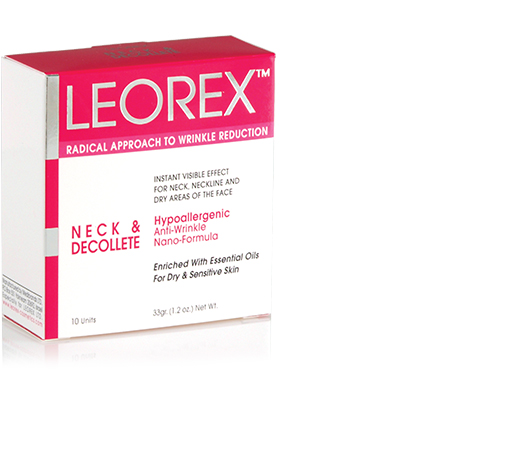 LEOREX™
RADICAL APPROACH TO WRINKLE REDUCTION
INSTANT VISIBLE EFFECT
FOR NECK, NECKLINE AND
DRY AREAS OF THE FACE
NECK &
DECOLLETE
Hypoallergenic
Anti-Wrinkle
Nano-Formula
Enriched With Essential Oils
For Dry & Sensitive Skin
10 Units
33gr. (1.2 oz.) Net Wt.